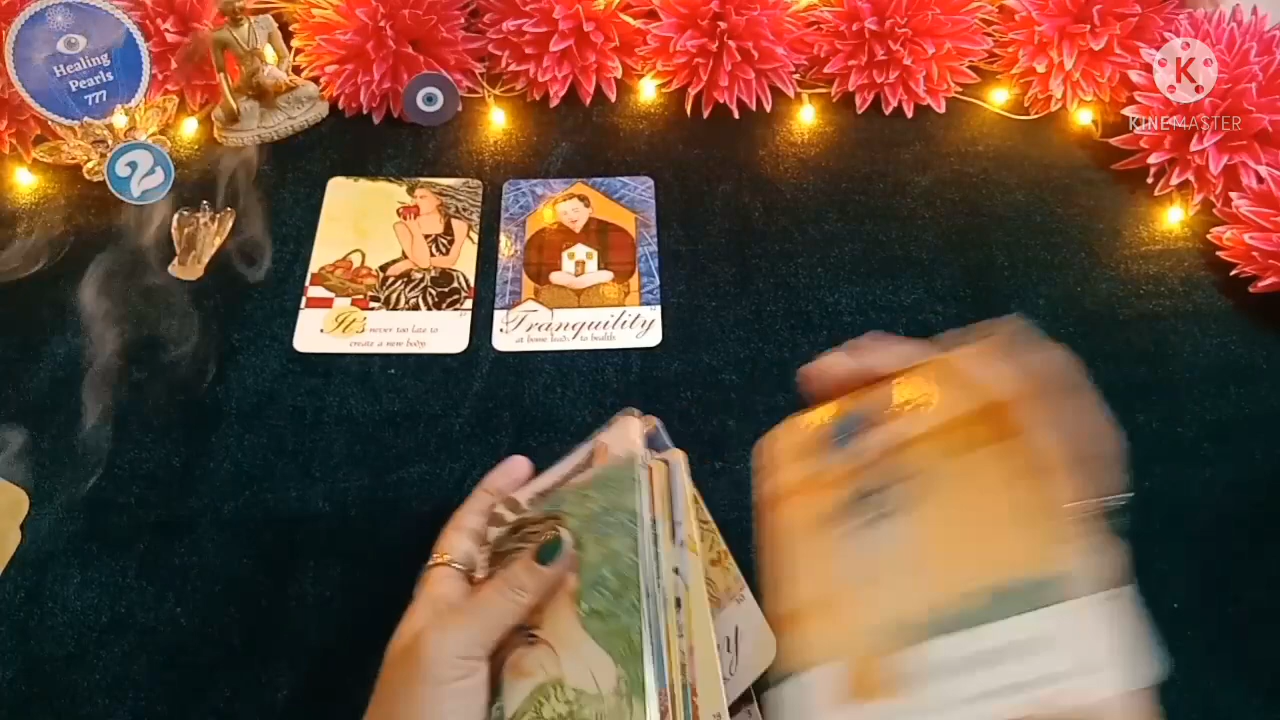 Healing
Pearls
777
2
K
KINEMASTER
It's never too late to
create a new body.
Tranquility
at home leads to health.